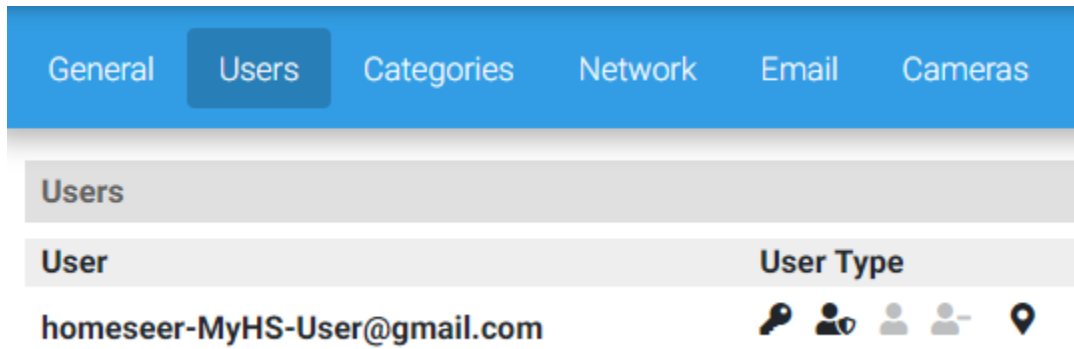 General Users Categories Network Email Cameras
Users
User User Type
homeseer-MyHS-User@gmail.com